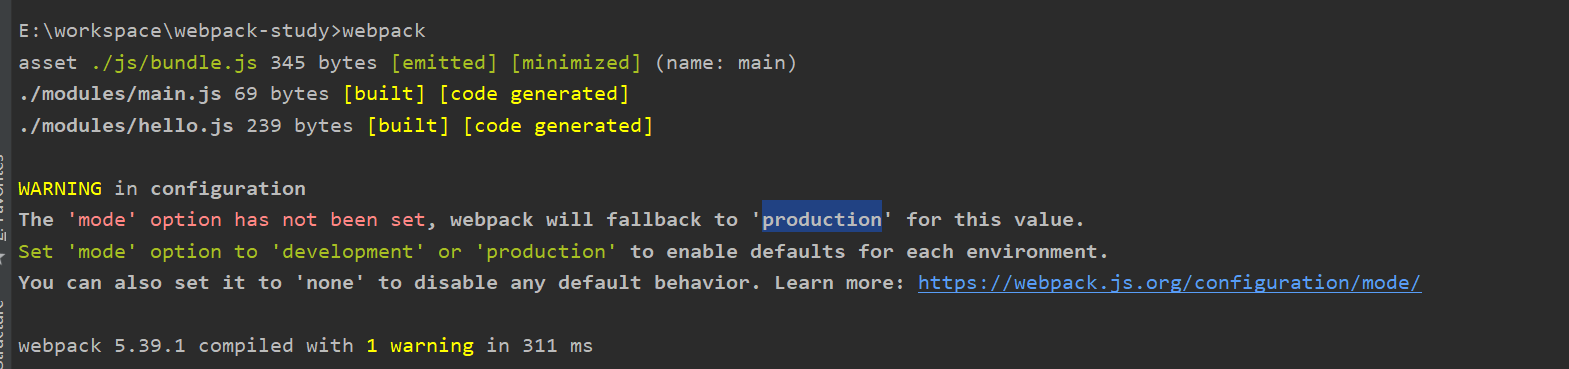 E:\workspace\webpack-study>webpack
asset ./js/bundle.js 345 bytes [emitted] [minimized] (name: main)
./modules/main.js 69 bytes [built] [code generated]
./modules/hello.js 239 bytes [built] [code generated]
WARNING in configuration
The 'mode' option has not been set, webpack will fallback to 'production' for this value.
Set 'mode' option to 'development' or 'production' to enable defaults for each environment.
You can also set it to 'none' to disable any default behavior. Learn more: https://webpack.js.org/configuration/mode/
webpack 5.39.1 compiled with 1 warning in 311 ms